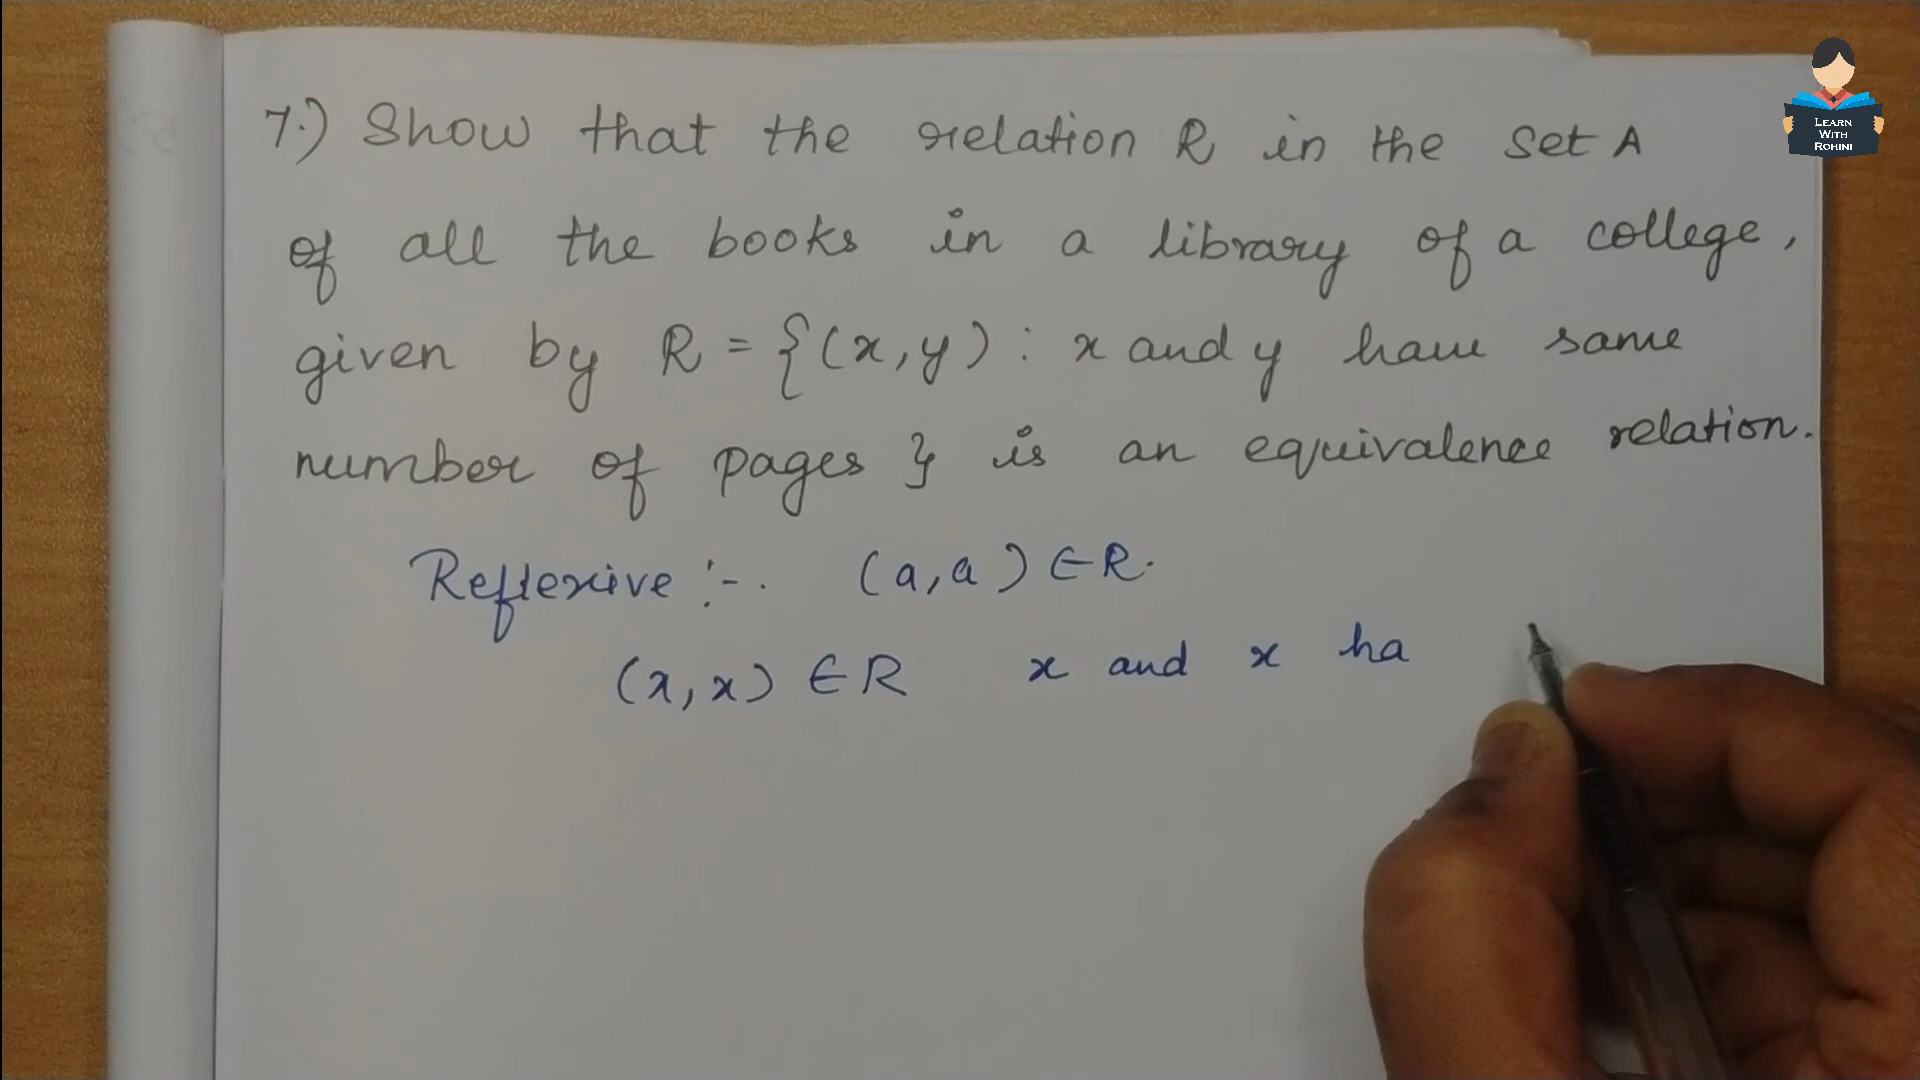 7.) Show that the relation R in the set A
of all the books in a library of a college,
given by R = {(x,y) : x and y have same
number of pages } is an equivalence relation.
Reflexive :-. (a,a) ∈ R.
(x,x) ∈ R x and x ha
LEARN
WITH
ROHINI